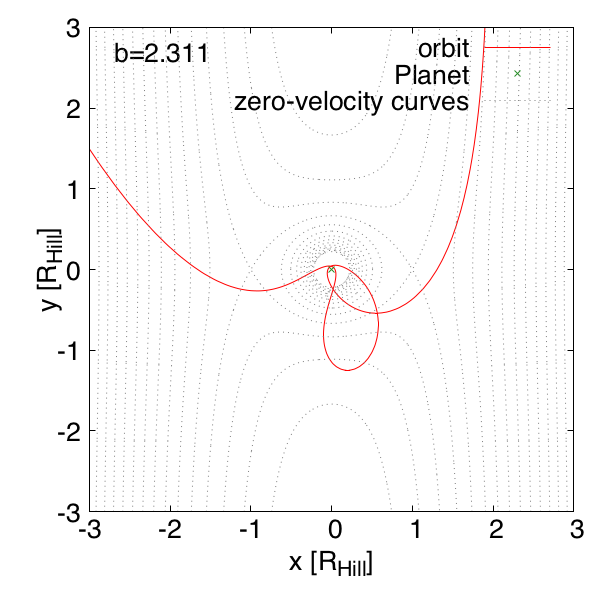 b=2.311
orbit
Planet
zero-velocity curves
3
2
1
0
-1
-2
-3
y [R_Hill]
-3
-2
-1
0
1
2
3
x [R_Hill]